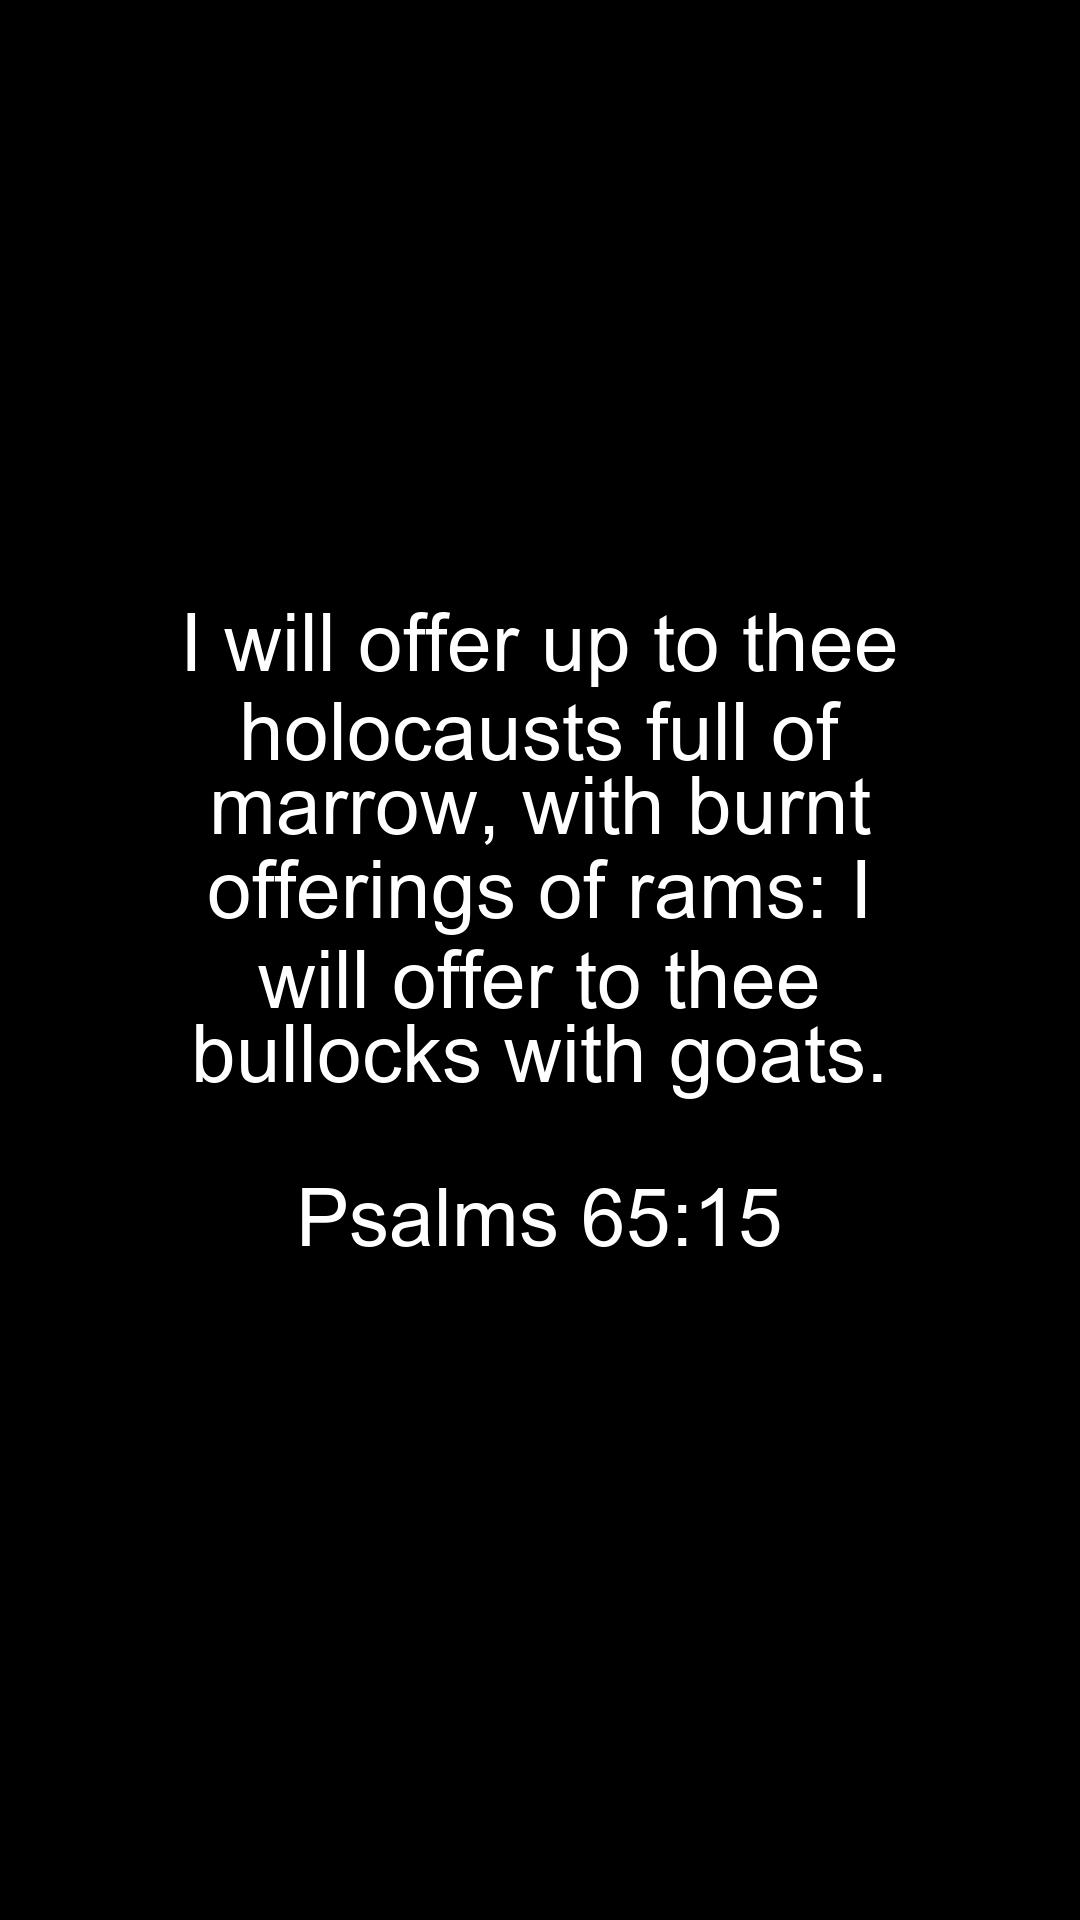 I will offer up to thee
holocausts full of
marrow, with burnt
offerings of rams: I
will offer to thee
bullocks with goats.
Psalms 65:15